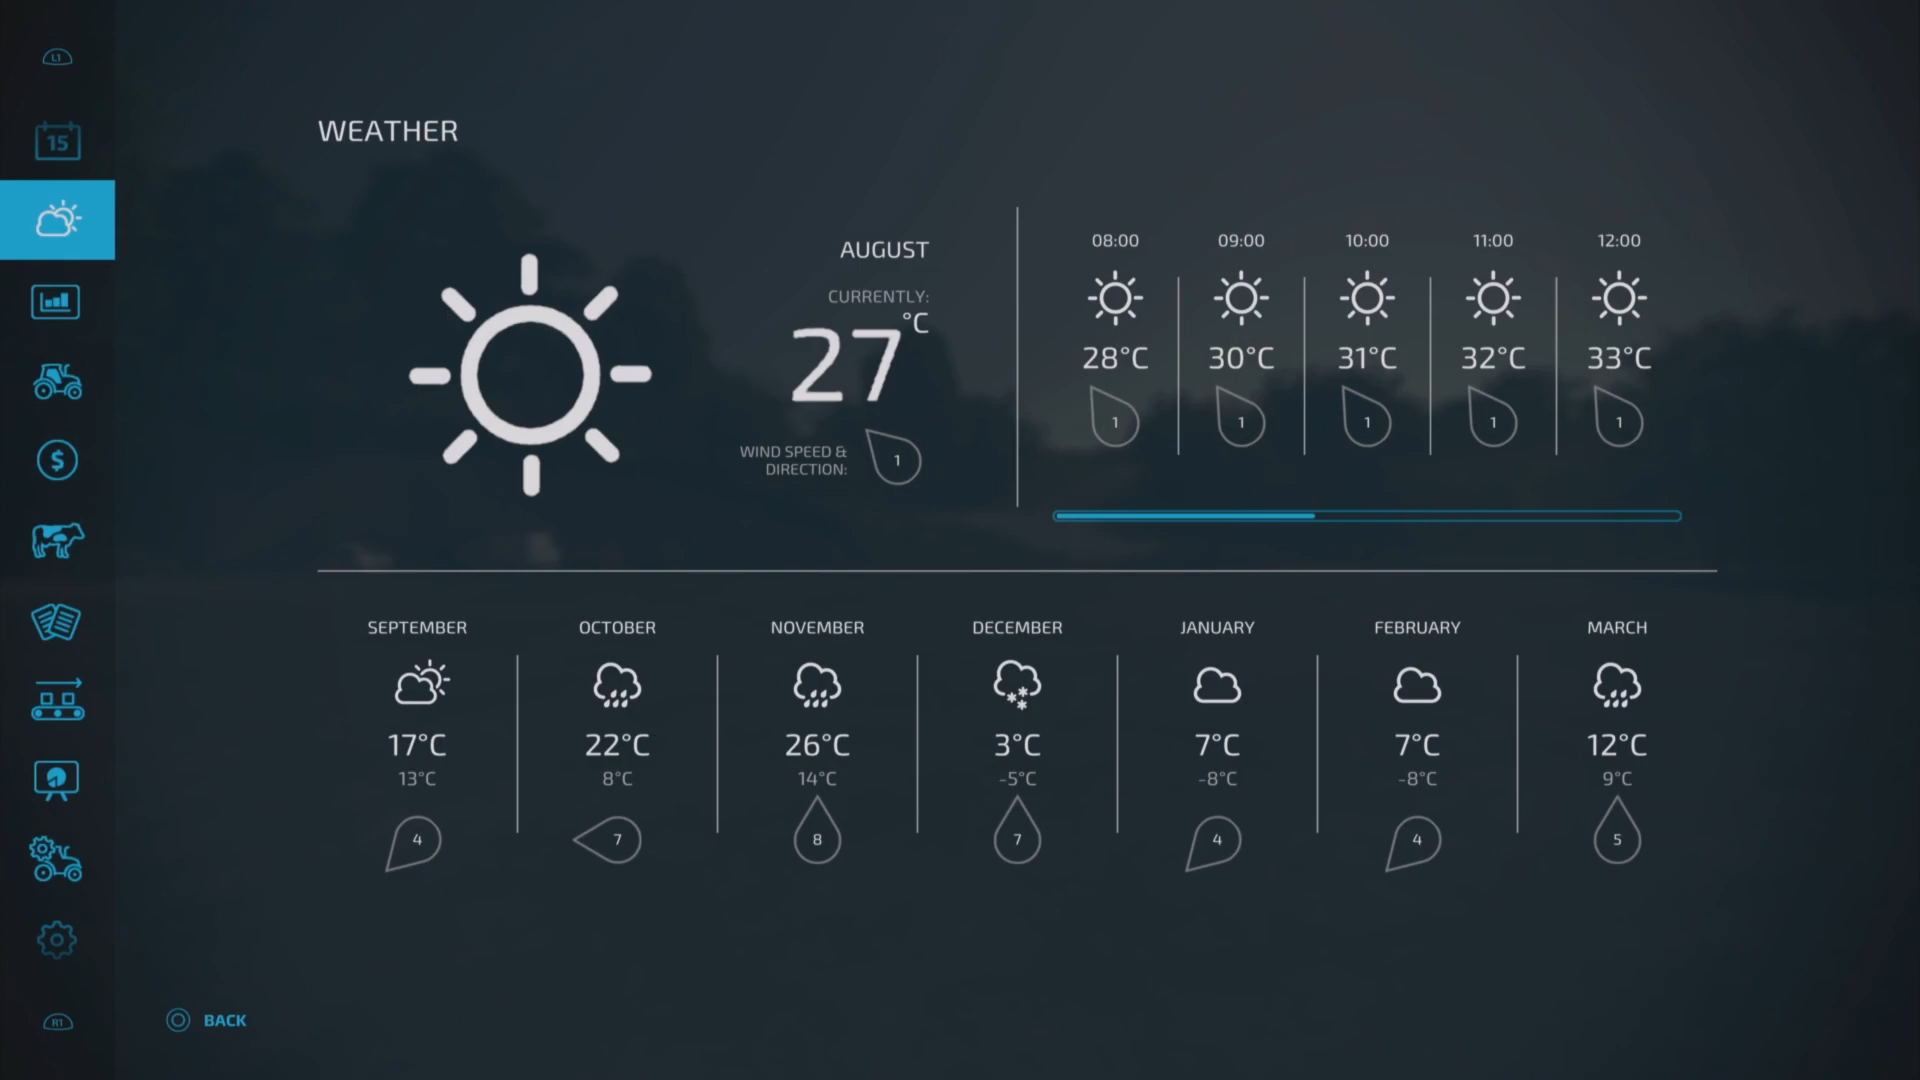 L1
15
WEATHER
AUGUST
CURRENTLY:
27°C
WIND SPEED &
DIRECTION:
1
08:00 09:00 10:00 11:00 12:00
28°C 30°C 31°C 32°C 33°C
1 1 1 1 1
SEPTEMBER OCTOBER NOVEMBER DECEMBER JANUARY FEBRUARY MARCH
17°C 22°C 26°C 3°C 7°C 7°C 12°C
13°C 8°C 14°C -5°C -8°C -8°C 9°C
4 7 8 7 4 4 5
$
R1
BACK